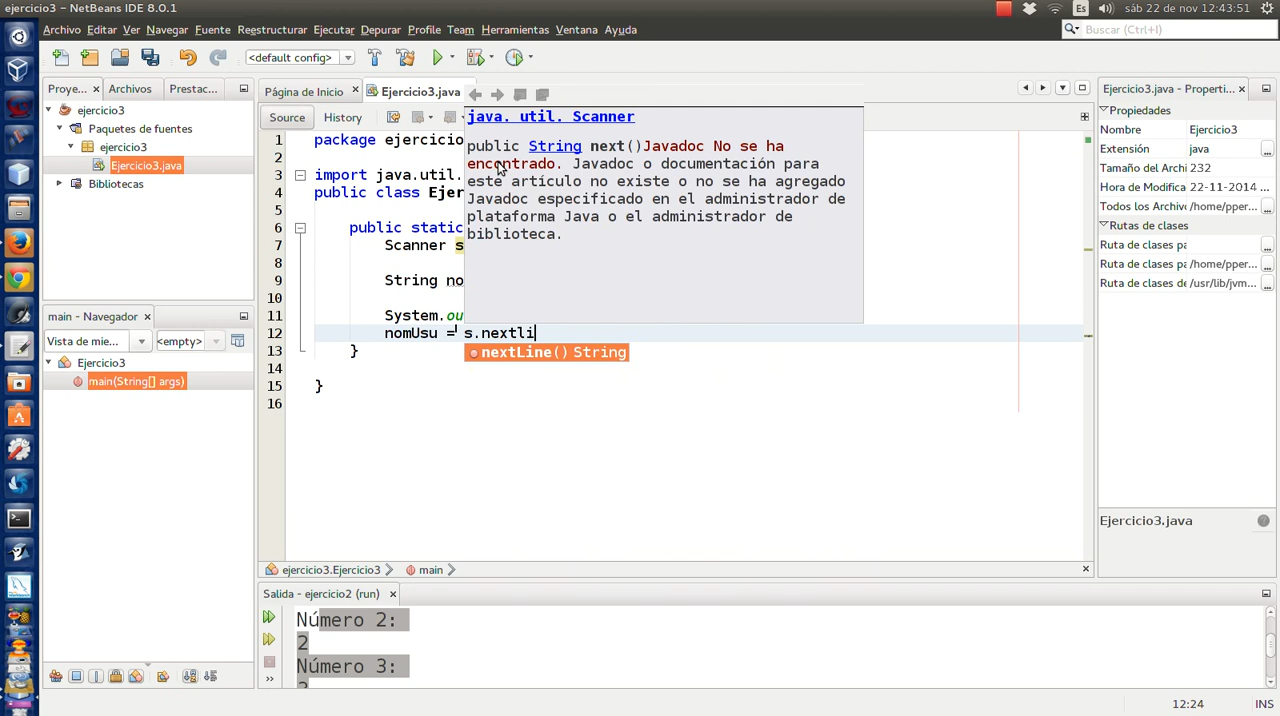 ejercicio3 - NetBeans IDE 8.0.1
Es
sáb 22 de nov 12:43:51
Archivo Editar Ver Navegar Fuente Reestructurar Ejecutar Depurar Profile Team Herramientas Ventana Ayuda
Buscar (Ctrl+I)
<default config>
Proye... × Archivos Prestac...
ejercicio3
Paquetes de fuentes
ejercicio3
Ejercicio3.java
Bibliotecas
main - Navegador ×
Vista de mie... <empty>
Ejercicio3
main(String[] args)
Página de Inicio × Ejercicio3.java
Source History
1 package ejercicio
2
3 import java.util.
4 public class Ejer
5
6 public static
7 Scanner s
8
9 String no
10
11 System.ou
12 nomUsu = s.nextli
13 }
14
15 }
16
java. util. Scanner
public String next()Javadoc No se ha
encontrado. Javadoc o documentación para
este artículo no existe o no se ha agregado
Javadoc especificado en el administrador de
plataforma Java o el administrador de
biblioteca.
nextLine() String
ejercicio3.Ejercicio3 main
Salida - ejercicio2 (run) ×
Número 2:
2
Número 3:
Ejercicio3.java - Properti... ×
Propiedades
Nombre Ejercicio3
Extensión java ...
Tamaño del Archi 232
Hora de Modifica 22-11-2014 ...
Todos los Archivo /home/pper... ...
Rutas de clases
Ruta de clases pa /home/pper... ...
Ruta de clases pa /home/pper... ...
Ruta de clases de /usr/lib/jvm... ...
Ejercicio3.java
12:24 INS